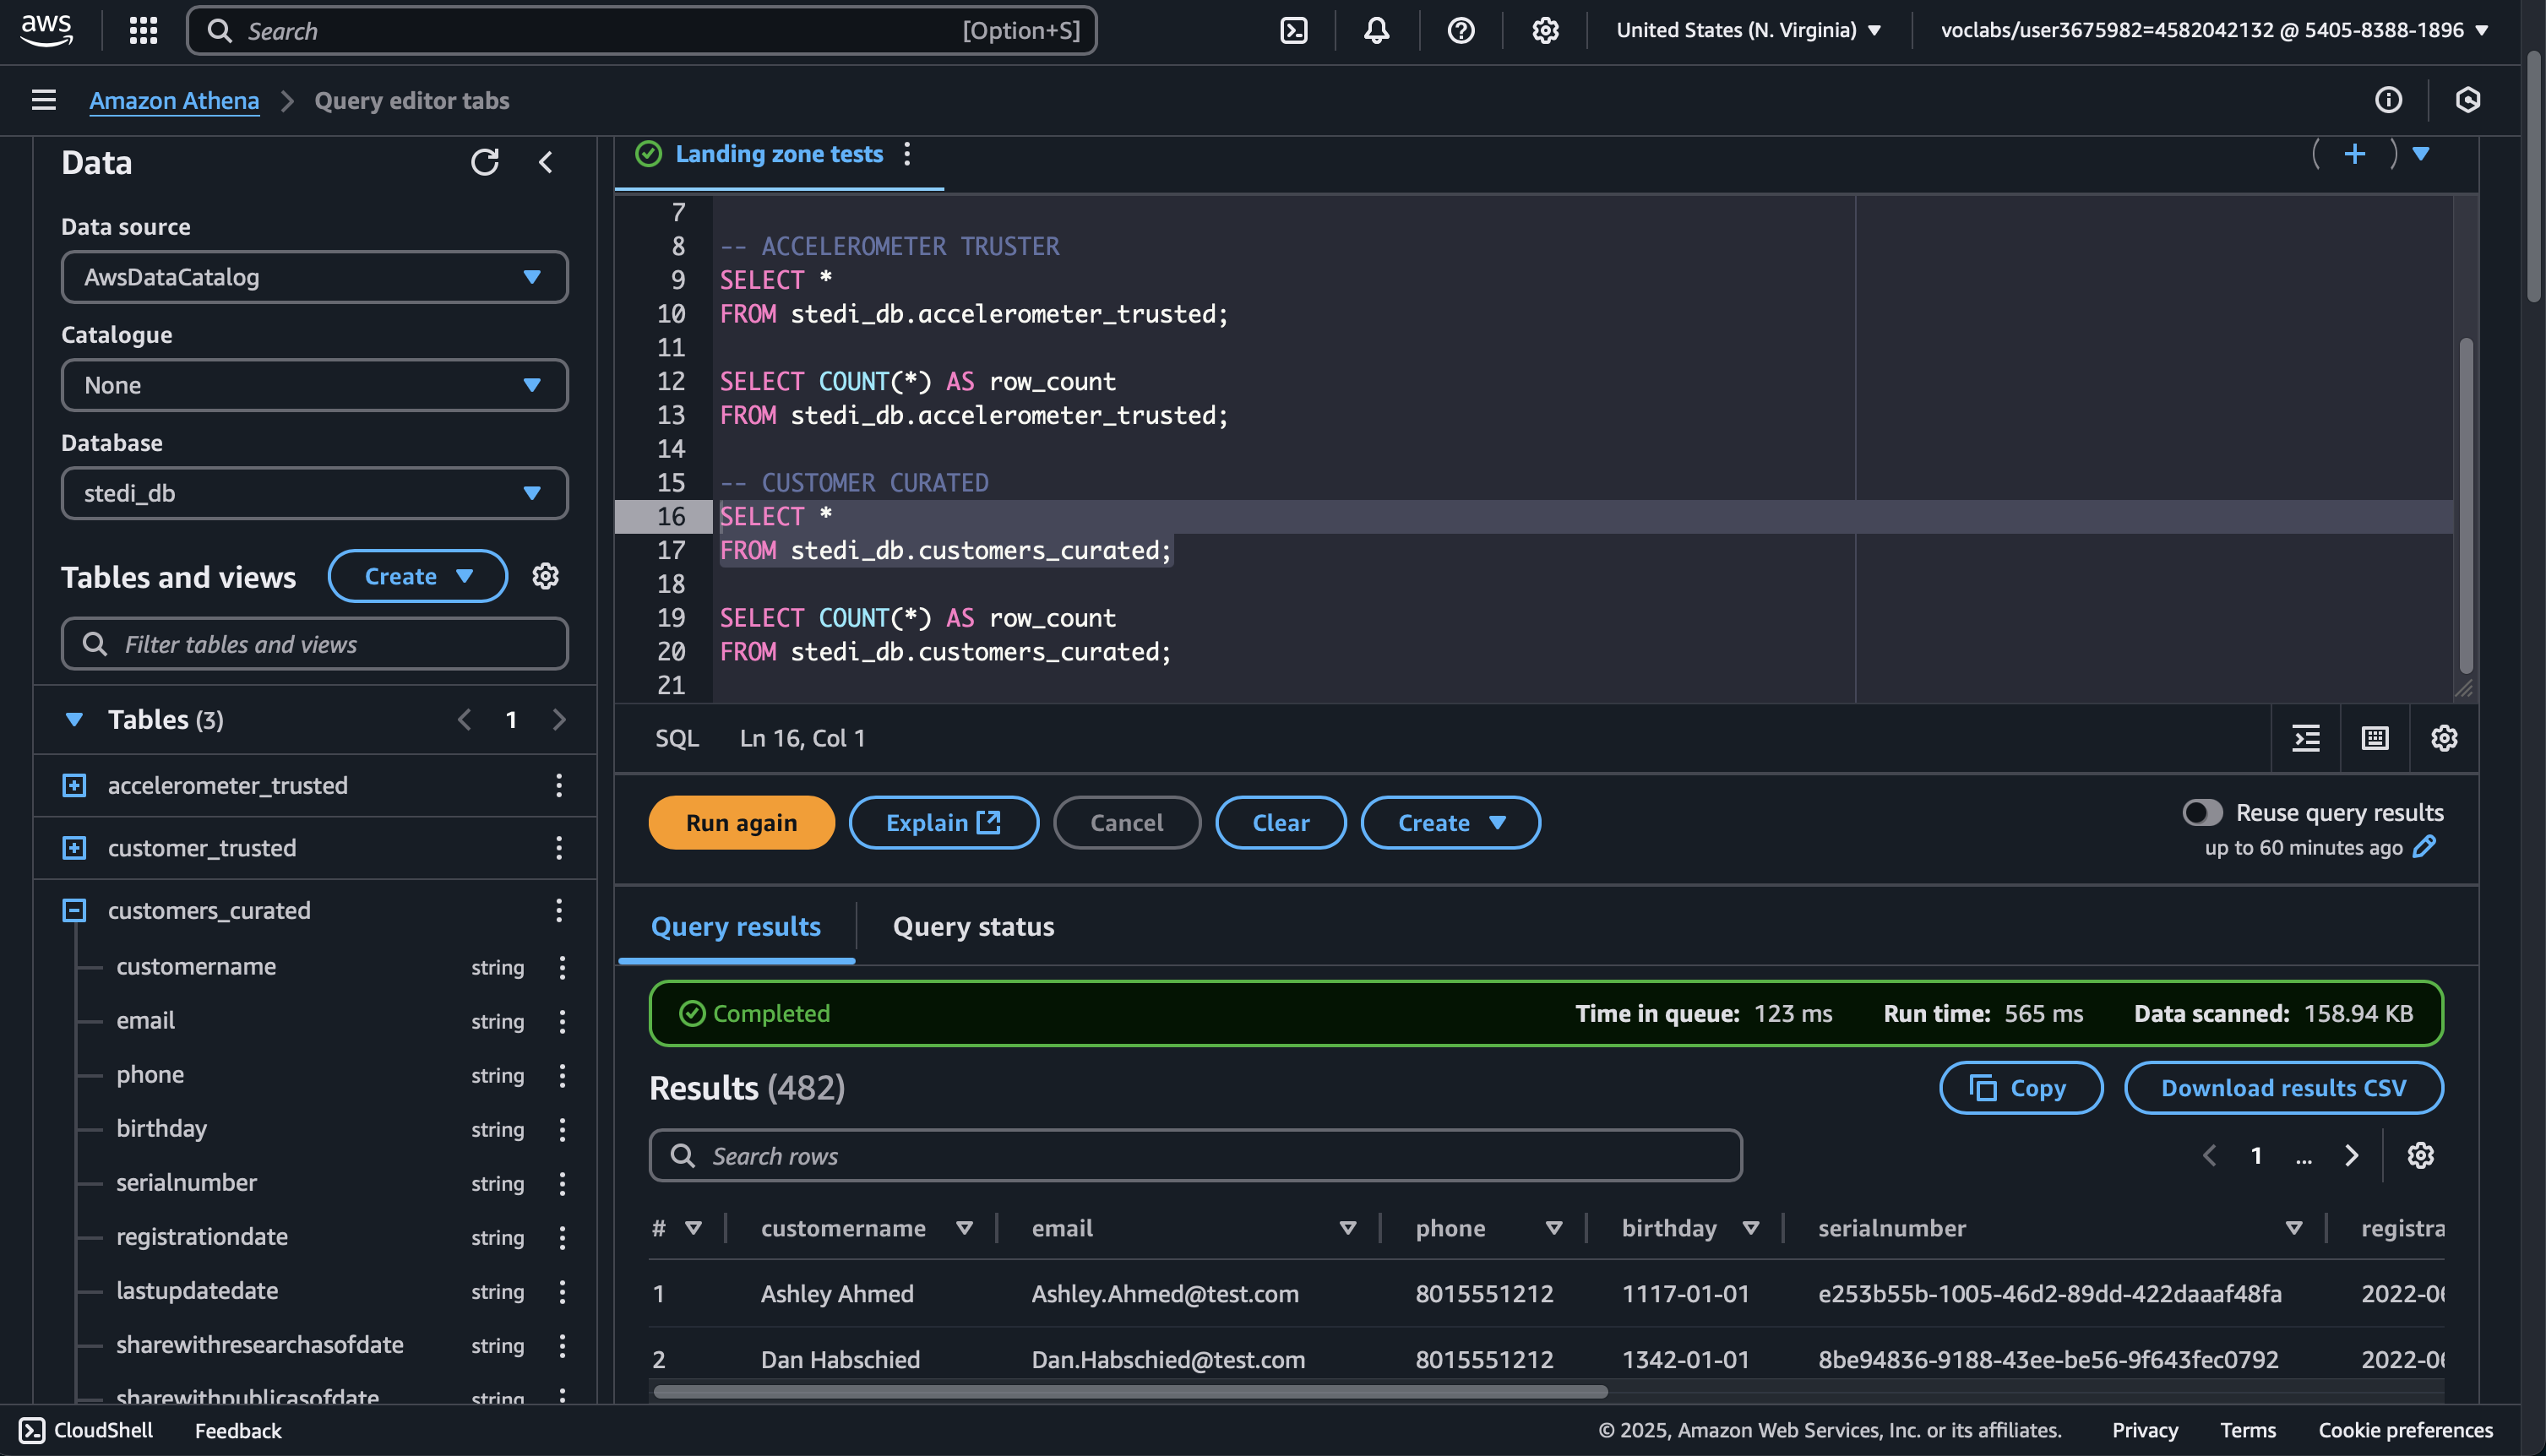 aws
Search [Option+S]
United States (N. Virginia)
voclabs/user3675982=4582042132 @ 5405-8388-1896
Amazon Athena > Query editor tabs
Data
Data source
AwsDataCatalog
Catalogue
None
Database
stedi_db
Tables and views
Create
Filter tables and views
Tables (3)
1
accelerometer_trusted
customer_trusted
customers_curated
customername string
email string
phone string
birthday string
serialnumber string
registrationdate string
lastupdatedate string
sharewithresearchasofdate string
sharewithpublicasofdate string
Landing zone tests
7
8 -- ACCELEROMETER TRUSTER
9 SELECT *
10 FROM stedi_db.accelerometer_trusted;
11
12 SELECT COUNT(*) AS row_count
13 FROM stedi_db.accelerometer_trusted;
14
15 -- CUSTOMER CURATED
16 SELECT *
17 FROM stedi_db.customers_curated;
18
19 SELECT COUNT(*) AS row_count
20 FROM stedi_db.customers_curated;
21
SQL Ln 16, Col 1
Run again Explain Cancel Clear Create
Reuse query results
up to 60 minutes ago
Query results Query status
Completed Time in queue: 123 ms Run time: 565 ms Data scanned: 158.94 KB
Results (482)
Copy Download results CSV
Search rows
1 ...
# customername email phone birthday serialnumber registra
1 Ashley Ahmed Ashley.Ahmed@test.com 8015551212 1117-01-01 e253b55b-1005-46d2-89dd-422daaaf48fa 2022-06
2 Dan Habschied Dan.Habschied@test.com 8015551212 1342-01-01 8be94836-9188-43ee-be56-9f643fec0792 2022-06
CloudShell Feedback © 2025, Amazon Web Services, Inc. or its affiliates. Privacy Terms Cookie preferences